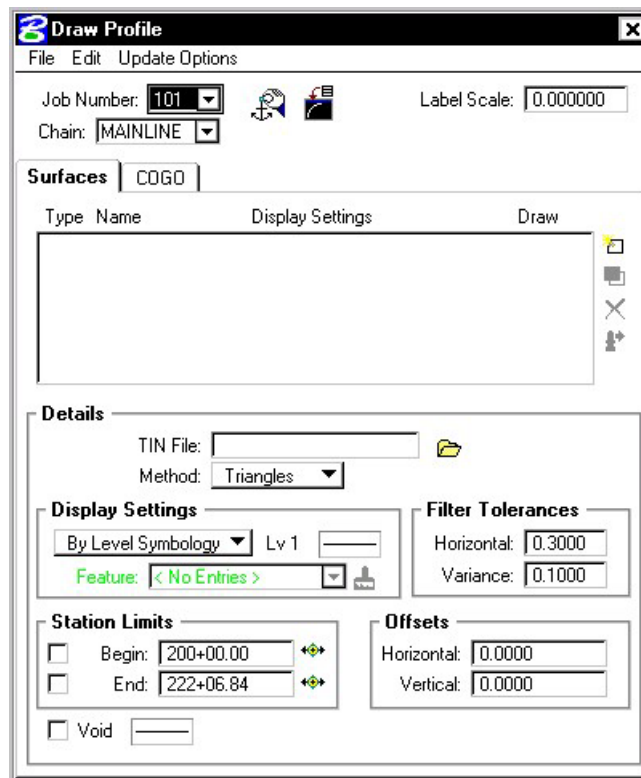 Draw Profile
File Edit Update Options
Job Number: 101 Label Scale: 0.000000
Chain: MAINLINE
Surfaces COGO
Type Name Display Settings Draw
Details
TIN File:
Method: Triangles
Display Settings Filter Tolerances
By Level Symbology Lv 1 Horizontal: 0.3000
Feature: < No Entries > Variance: 0.1000
Station Limits Offsets
Begin: 200+00.00 Horizontal: 0.0000
End: 222+06.84 Vertical: 0.0000
Void